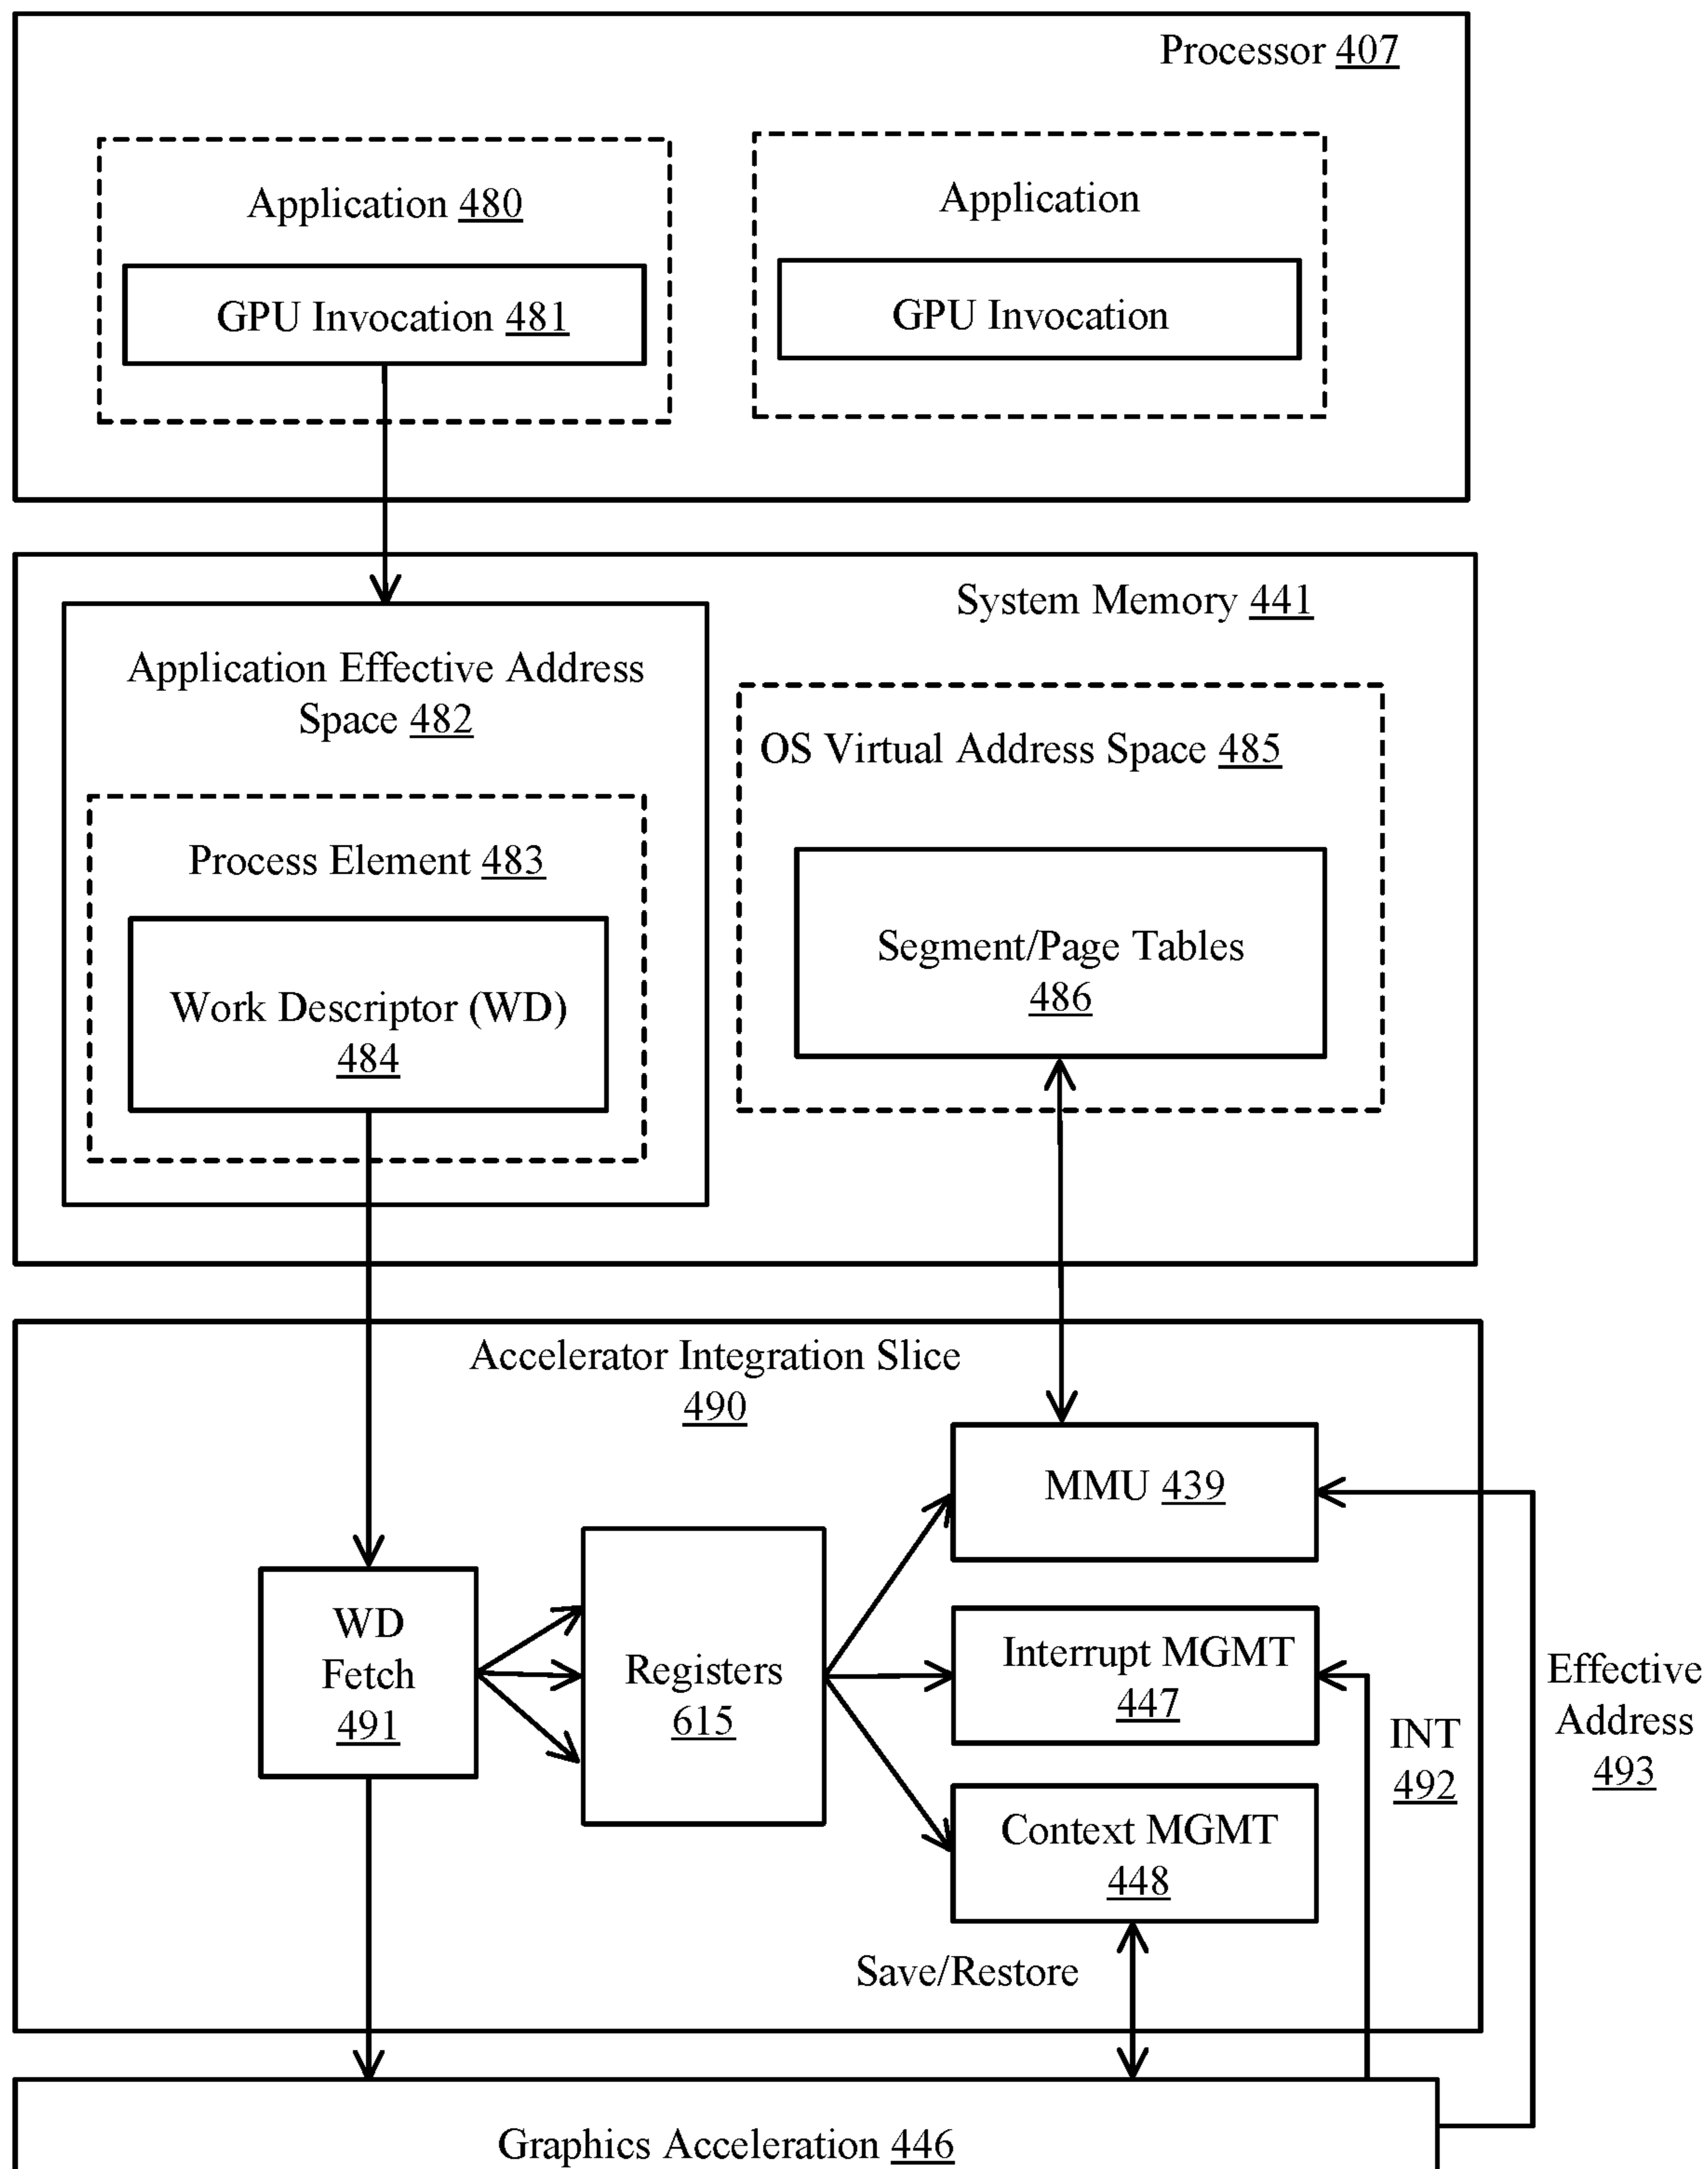 Processor 407
Application 480
GPU Invocation 481
Application
GPU Invocation
System Memory 441
Application Effective Address
Space 482
Process Element 483
Work Descriptor (WD)
484
OS Virtual Address Space 485
Segment/Page Tables
486
Accelerator Integration Slice
490
WD
Fetch
491
Registers
615
MMU 439
Interrupt MGMT
447
Context MGMT
448
Save/Restore
INT
492
Effective
Address
493
Graphics Acceleration 446